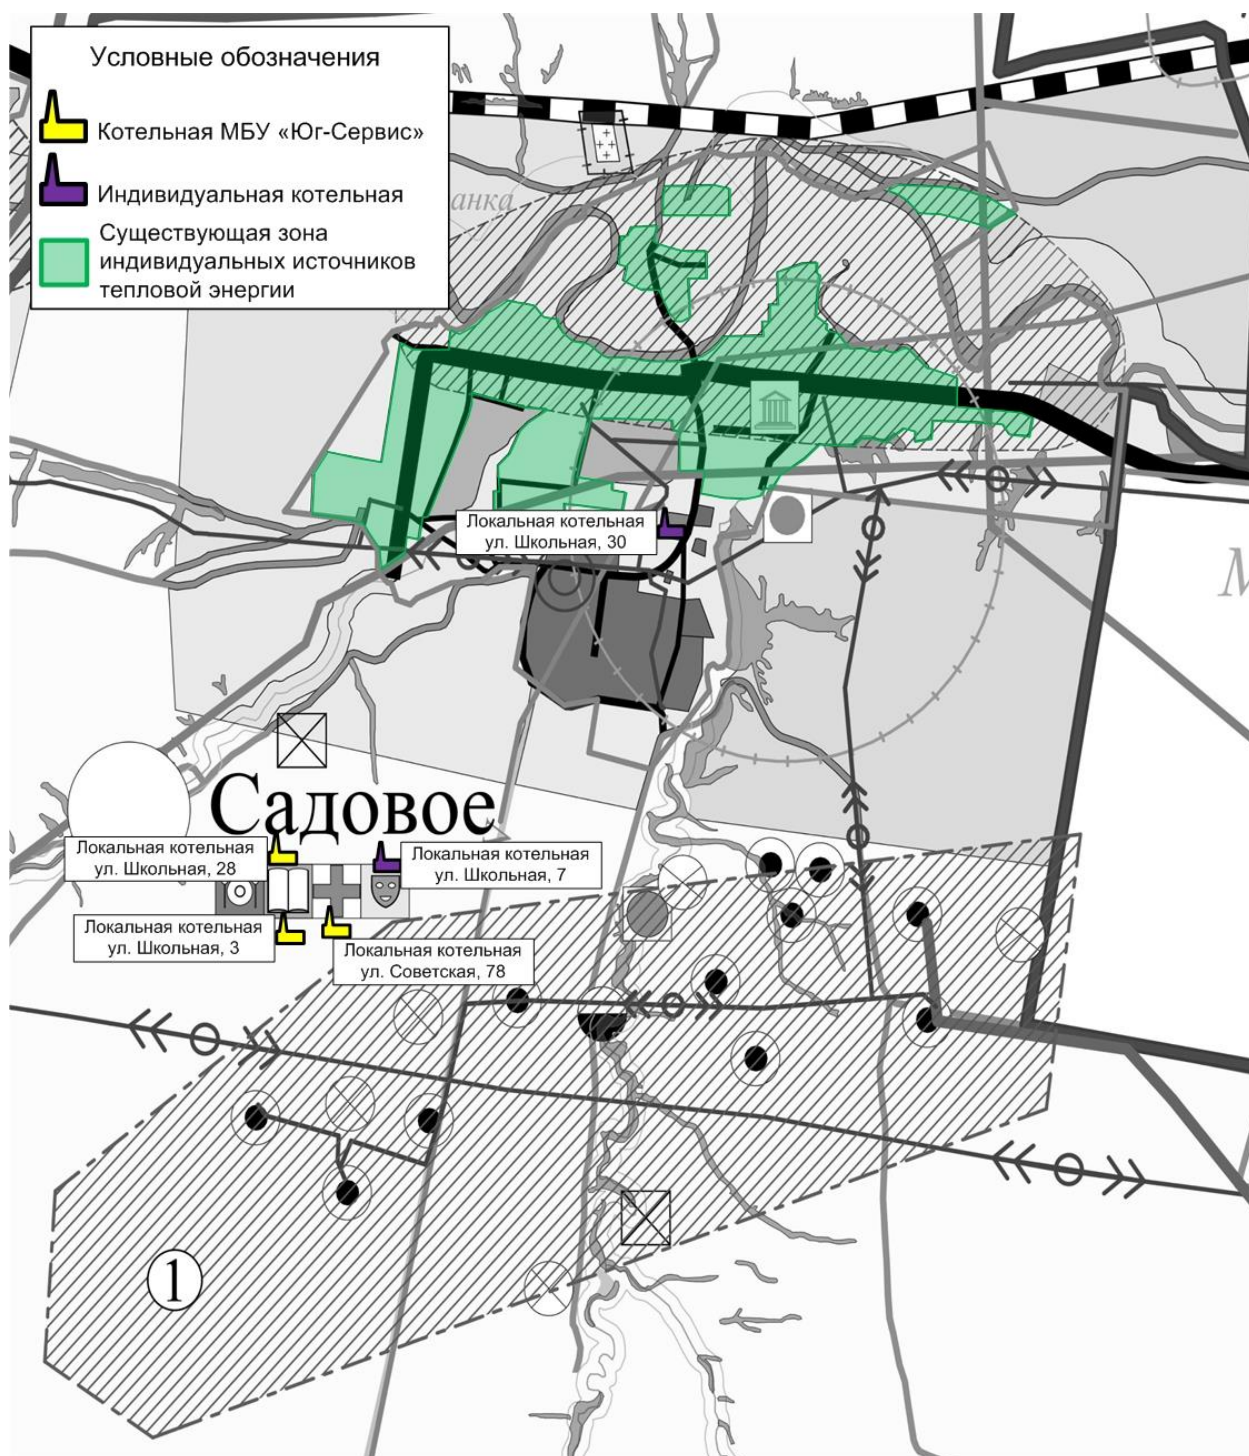 Условные обозначения
Котельная МБУ «Юг-Сервис»
Индивидуальная котельная
Существующая зона
индивидуальных источников
тепловой энергии
анка
Локальная котельная
ул. Школьная, 30
М
Садовое
Локальная котельная
ул. Школьная, 28
Локальная котельная
ул. Школьная, 7
Локальная котельная
ул. Школьная, 3
Локальная котельная
ул. Советская, 78
1